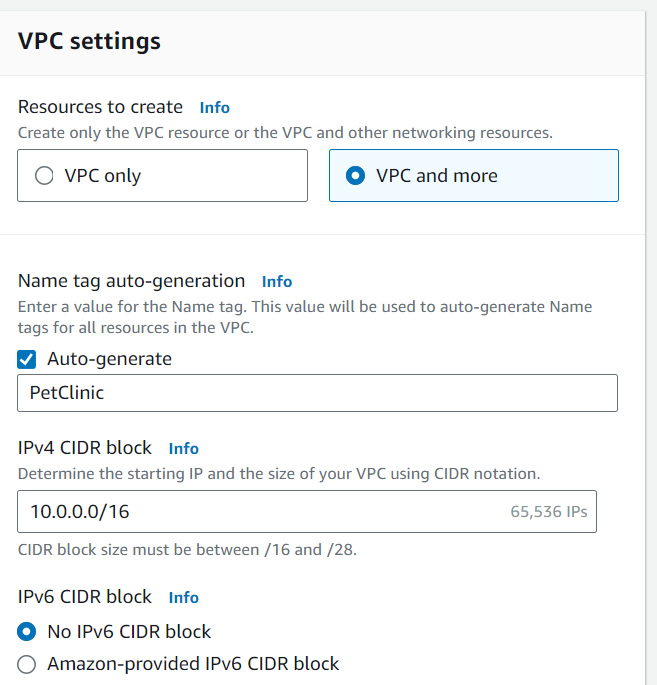 VPC settings
Resources to create Info
Create only the VPC resource or the VPC and other networking resources.
VPC only VPC and more
Name tag auto-generation Info
Enter a value for the Name tag. This value will be used to auto-generate Name
tags for all resources in the VPC.
Auto-generate
PetClinic
IPv4 CIDR block Info
Determine the starting IP and the size of your VPC using CIDR notation.
10.0.0.0/16 65,536 IPs
CIDR block size must be between /16 and /28.
IPv6 CIDR block Info
No IPv6 CIDR block
Amazon-provided IPv6 CIDR block